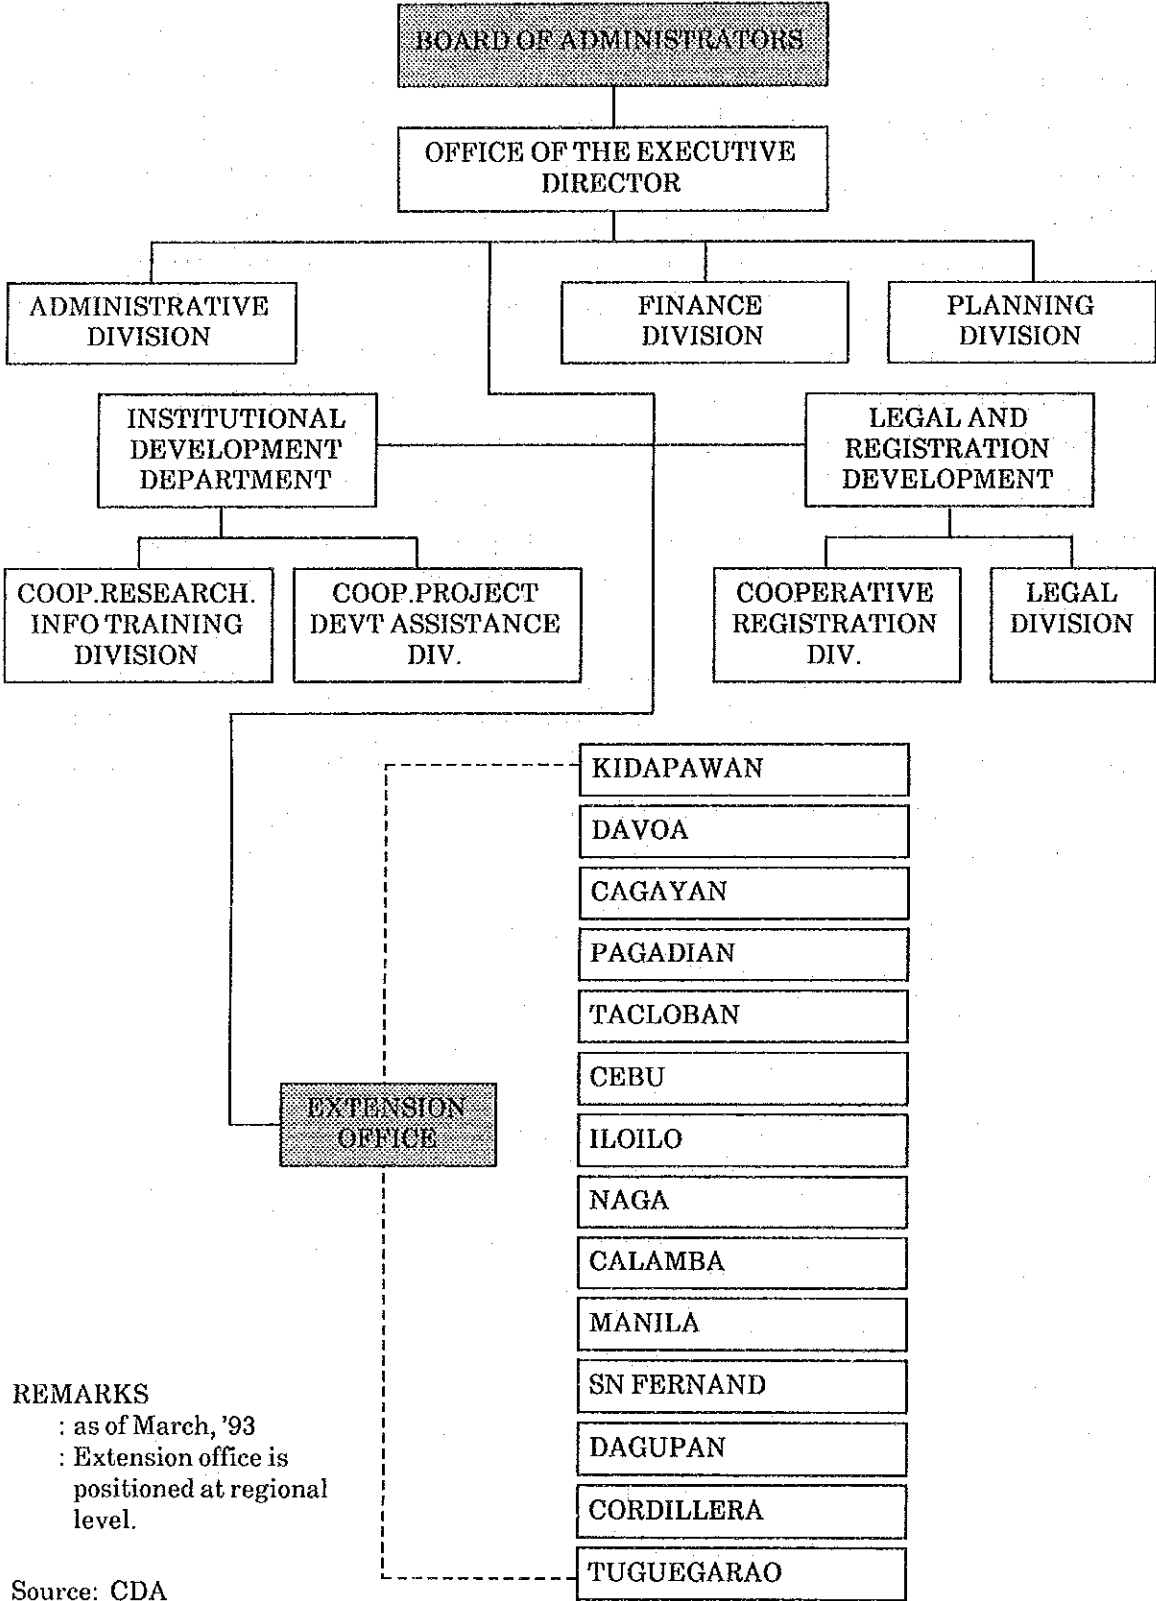 BOARD OF ADMINISTRATORS
OFFICE OF THE EXECUTIVE
DIRECTOR
ADMINISTRATIVE
DIVISION
FINANCE
DIVISION
PLANNING
DIVISION
INSTITUTIONAL
DEVELOPMENT
DEPARTMENT
LEGAL AND
REGISTRATION
DEVELOPMENT
COOP.RESEARCH.
INFO TRAINING
DIVISION
COOP.PROJECT
DEVT ASSISTANCE
DIV.
COOPERATIVE
REGISTRATION
DIV.
LEGAL
DIVISION
KIDAPAWAN
DAVOA
CAGAYAN
PAGADIAN
TACLOBAN
CEBU
EXTENSION
OFFICE
ILOILO
NAGA
CALAMBA
MANILA
SN FERNAND
DAGUPAN
CORDILLERA
TUGUEGARAO
REMARKS
: as of March, '93
: Extension office is
positioned at regional
level.
Source: CDA